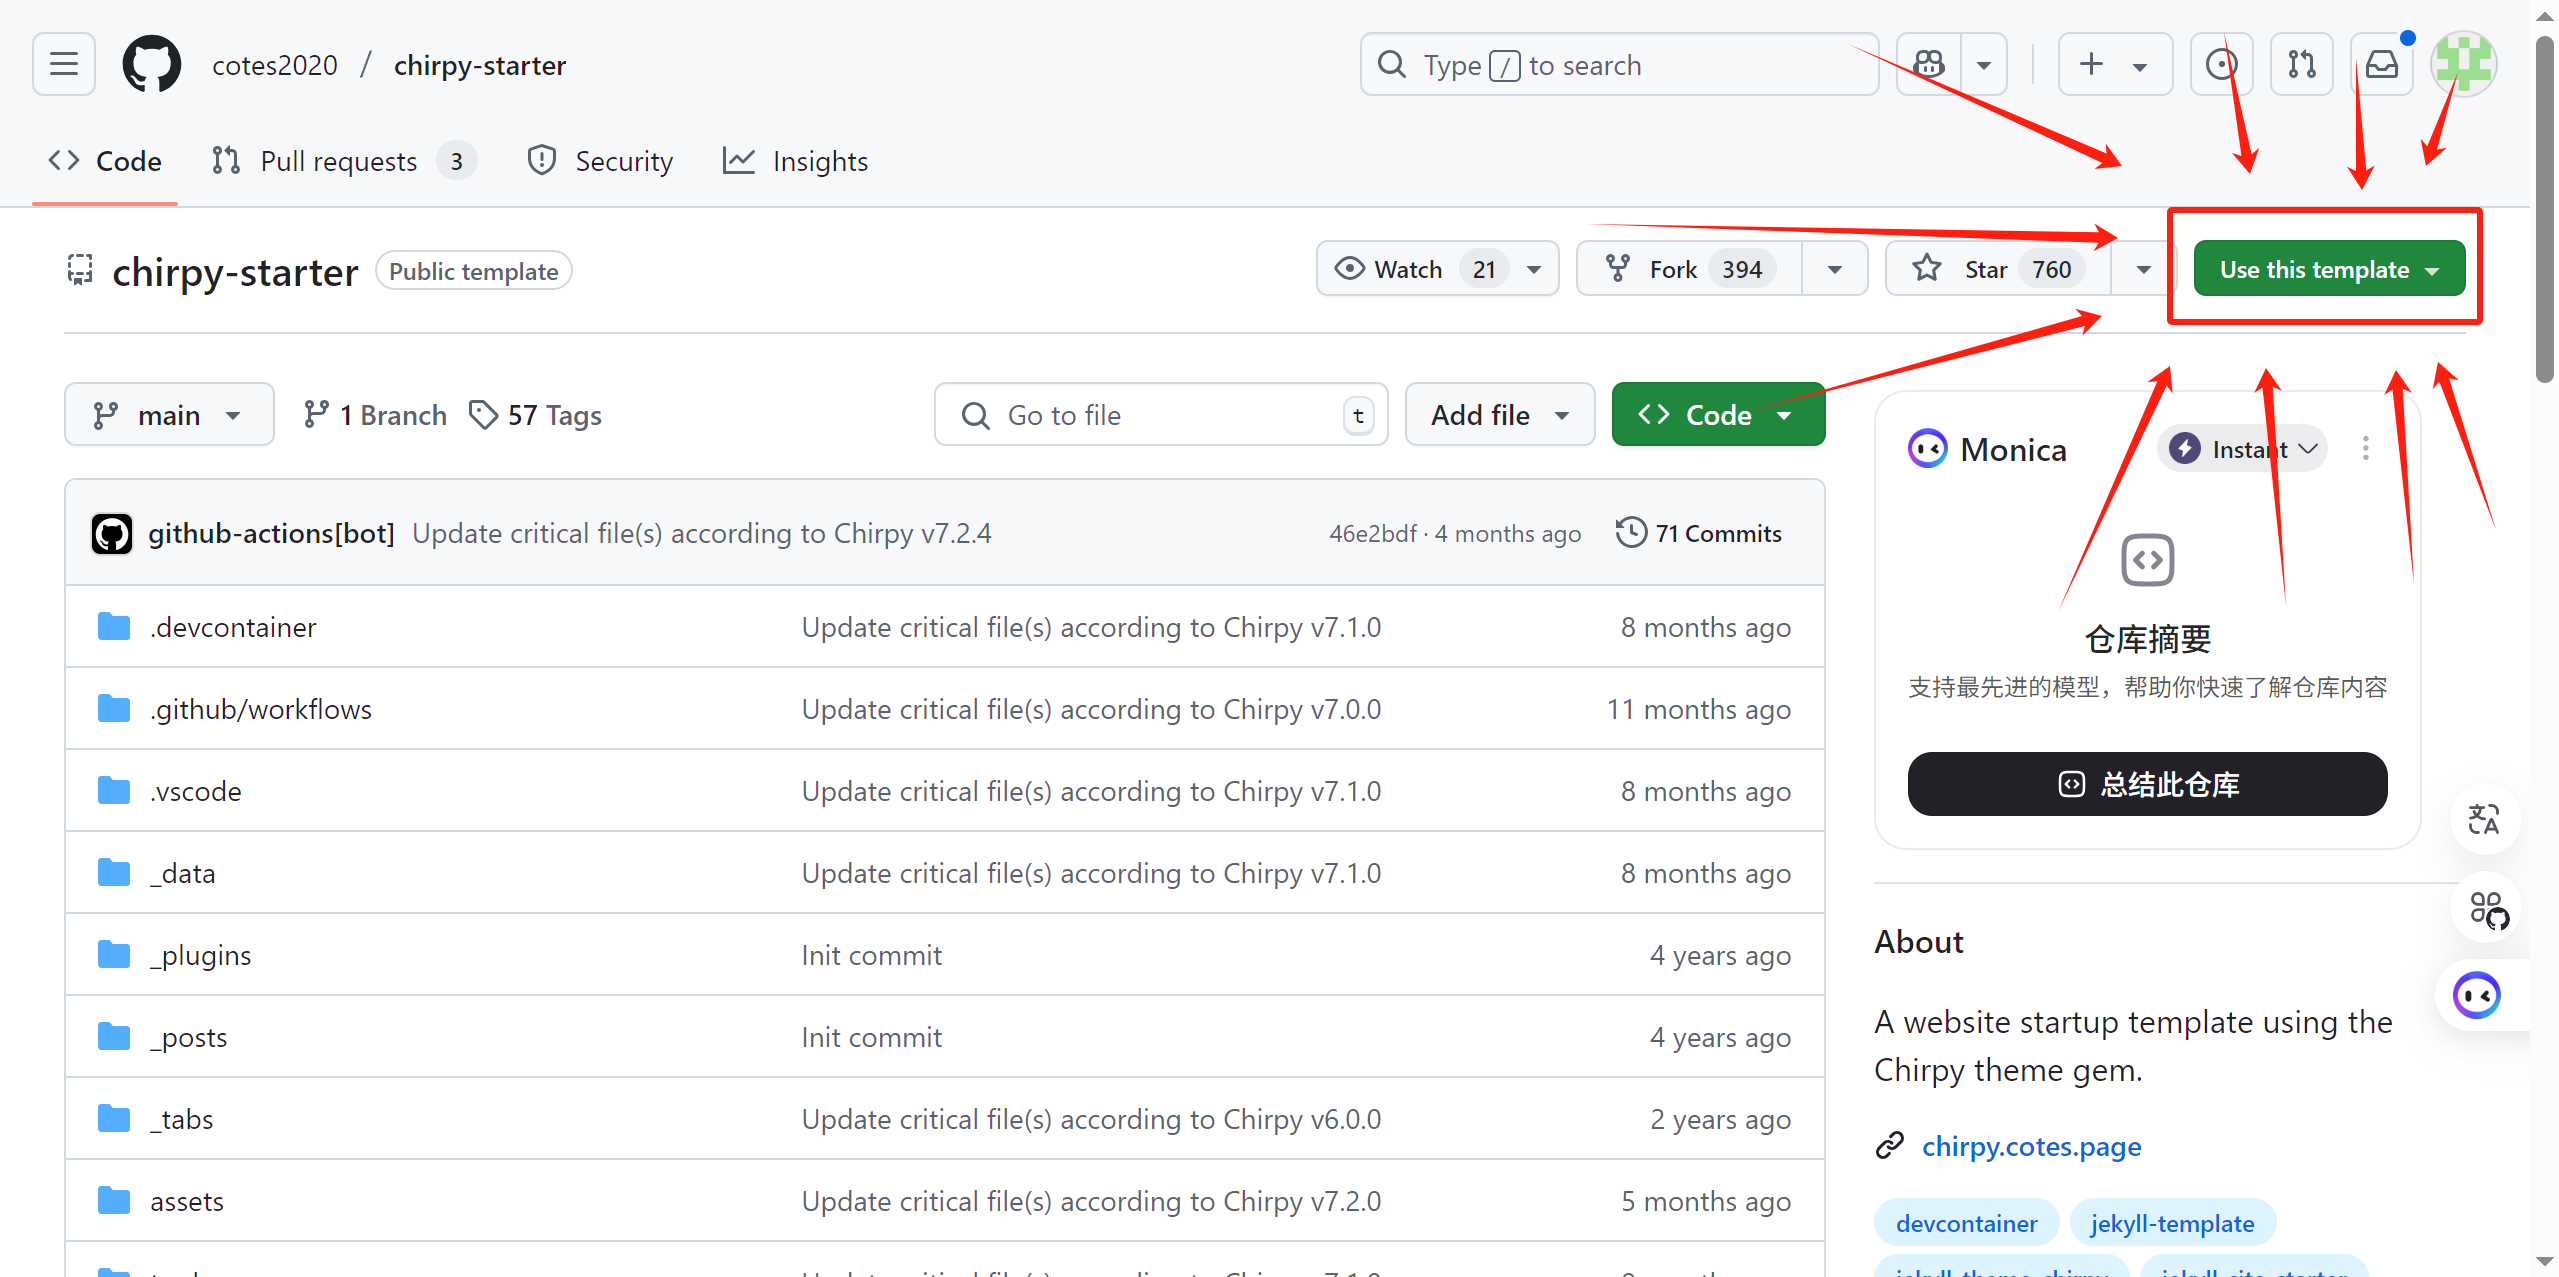 cotes2020 / chirpy-starter
Type / to search
Code
Pull requests 3
Security
Insights
chirpy-starter Public template
Watch 21
Fork 394
Star 760
Use this template
main
1 Branch
57 Tags
Go to file t
Add file
Code
github-actions[bot] Update critical file(s) according to Chirpy v7.2.4 46e2bdf · 4 months ago 71 Commits
.devcontainer Update critical file(s) according to Chirpy v7.1.0 8 months ago
.github/workflows Update critical file(s) according to Chirpy v7.0.0 11 months ago
.vscode Update critical file(s) according to Chirpy v7.1.0 8 months ago
_data Update critical file(s) according to Chirpy v7.1.0 8 months ago
_plugins Init commit 4 years ago
_posts Init commit 4 years ago
_tabs Update critical file(s) according to Chirpy v6.0.0 2 years ago
assets Update critical file(s) according to Chirpy v7.2.0 5 months ago
Monica
Instant
仓库摘要
支持最先进的模型，帮助你快速了解仓库内容
总结此仓库
About
A website startup template using the
Chirpy theme gem.
chirpy.cotes.page
devcontainer jekyll-template